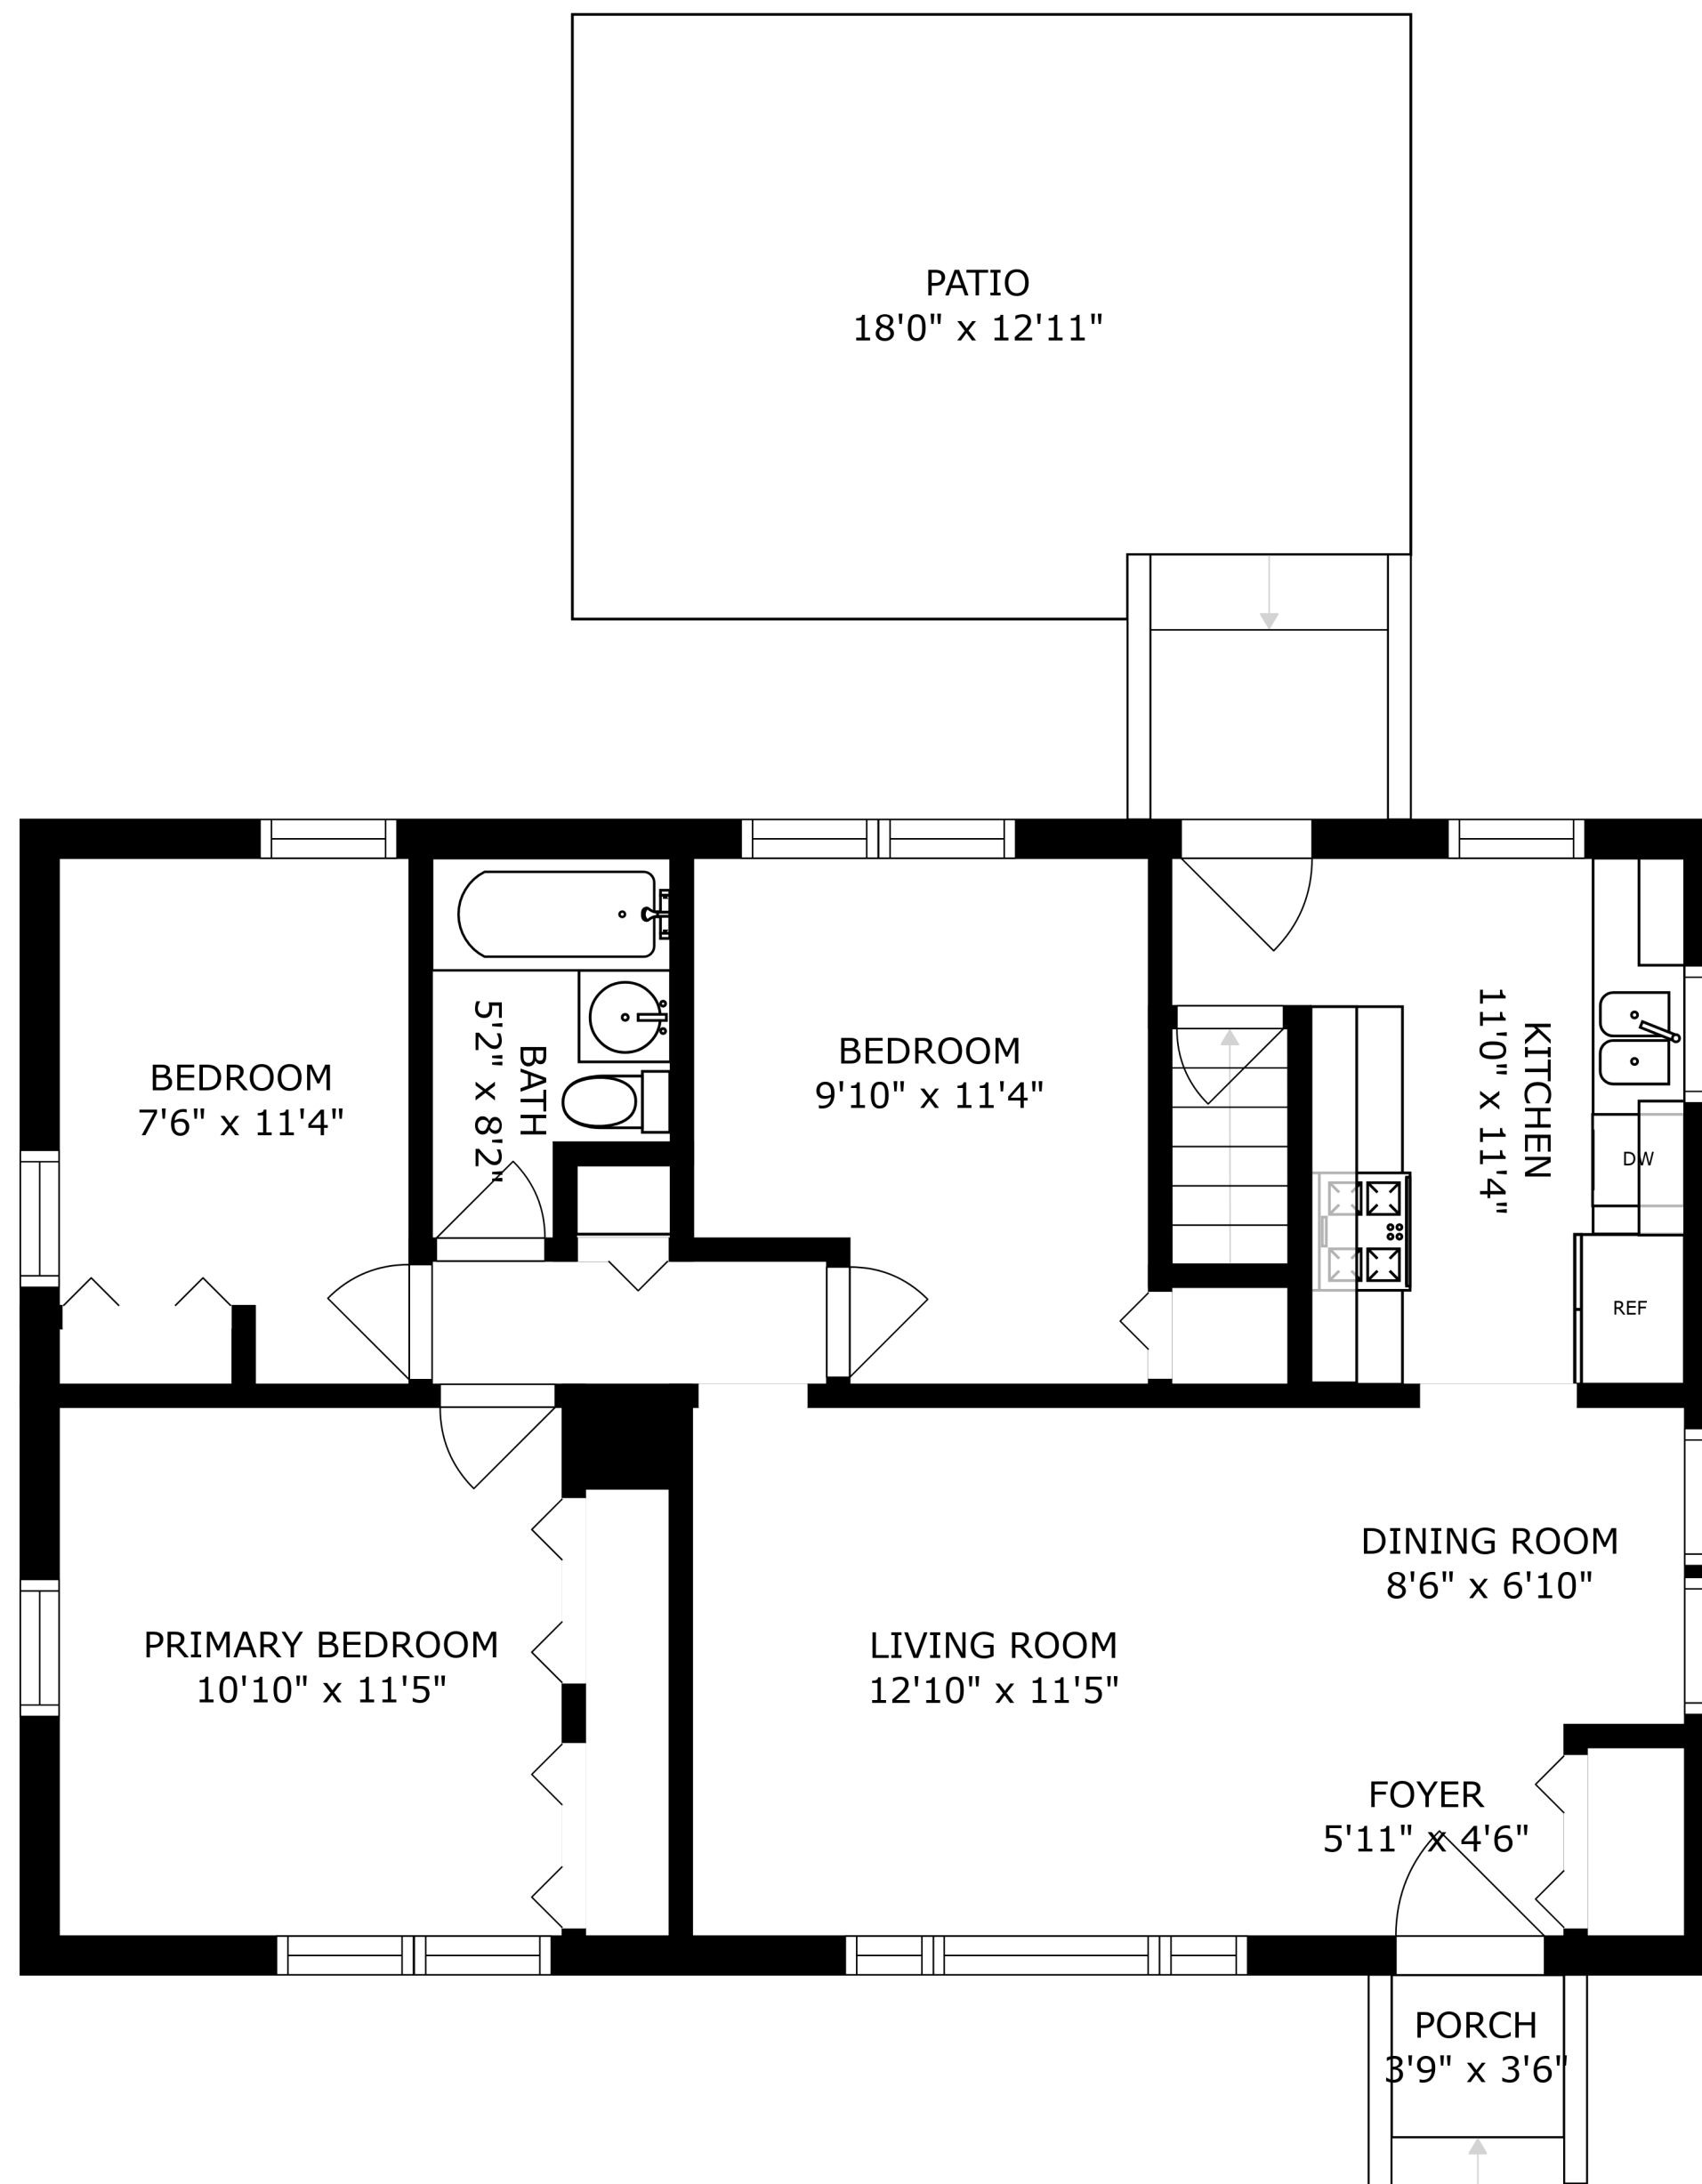 PATIO
18'0" x 12'11"
BEDROOM
7'6" x 11'4"
BATH
5'2" x 8'2"
BEDROOM
9'10" x 11'4"
KITCHEN
11'0" x 11'4"
DW
REF
PRIMARY BEDROOM
10'10" x 11'5"
LIVING ROOM
12'10" x 11'5"
DINING ROOM
8'6" x 6'10"
FOYER
5'11" x 4'6"
PORCH
3'9" x 3'6"